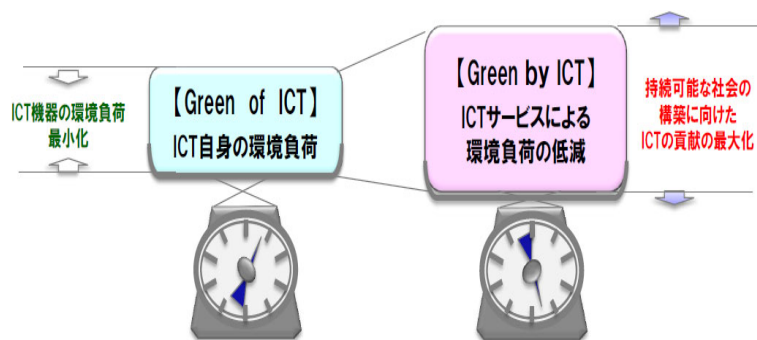 ICT機器の環境負荷
最小化
【Green of ICT】
ICT自身の環境負荷
【Green by ICT】
ICTサービスによる
環境負荷の低減
持続可能な社会の
構築に向けた
ICTの貢献の最大化